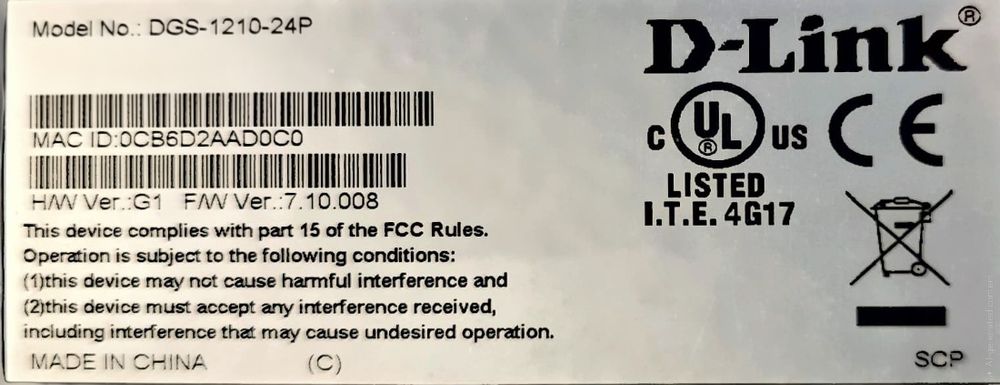 Model No.: DGS-1210-24P
D-Link®
MAC ID:0CB6D2AAD0C0
C UL® US CE
LISTED
I.T.E. 4G17
H/W Ver.:G1 F/W Ver.:7.10.008
This device complies with part 15 of the FCC Rules.
Operation is subject to the following conditions:
(1)this device may not cause harmful interference and
(2)this device must accept any interference received,
including interference that may cause undesired operation.
MADE IN CHINA (C)
SCP